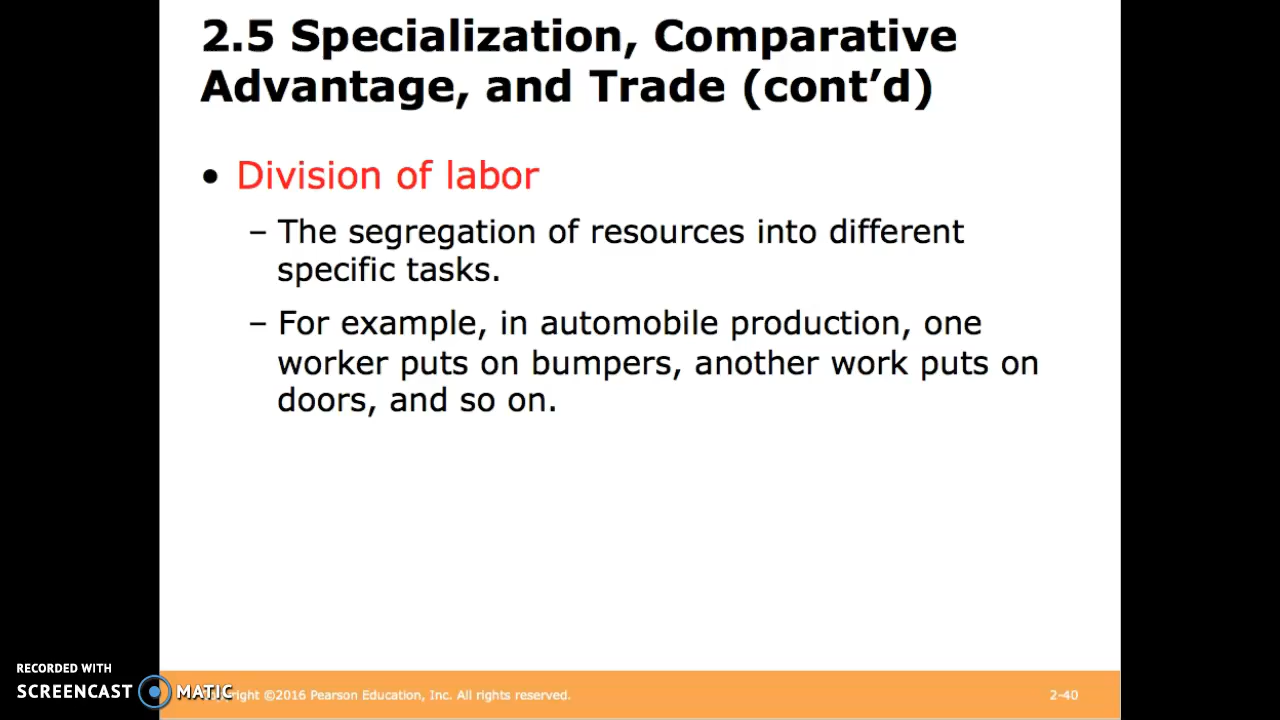 2.5 Specialization, Comparative
Advantage, and Trade (cont’d)
• Division of labor
– The segregation of resources into different
specific tasks.
– For example, in automobile production, one
worker puts on bumpers, another work puts on
doors, and so on.
RECORDED WITH
SCREENCAST MATIC
©2016 Pearson Education, Inc. All rights reserved.
2-40